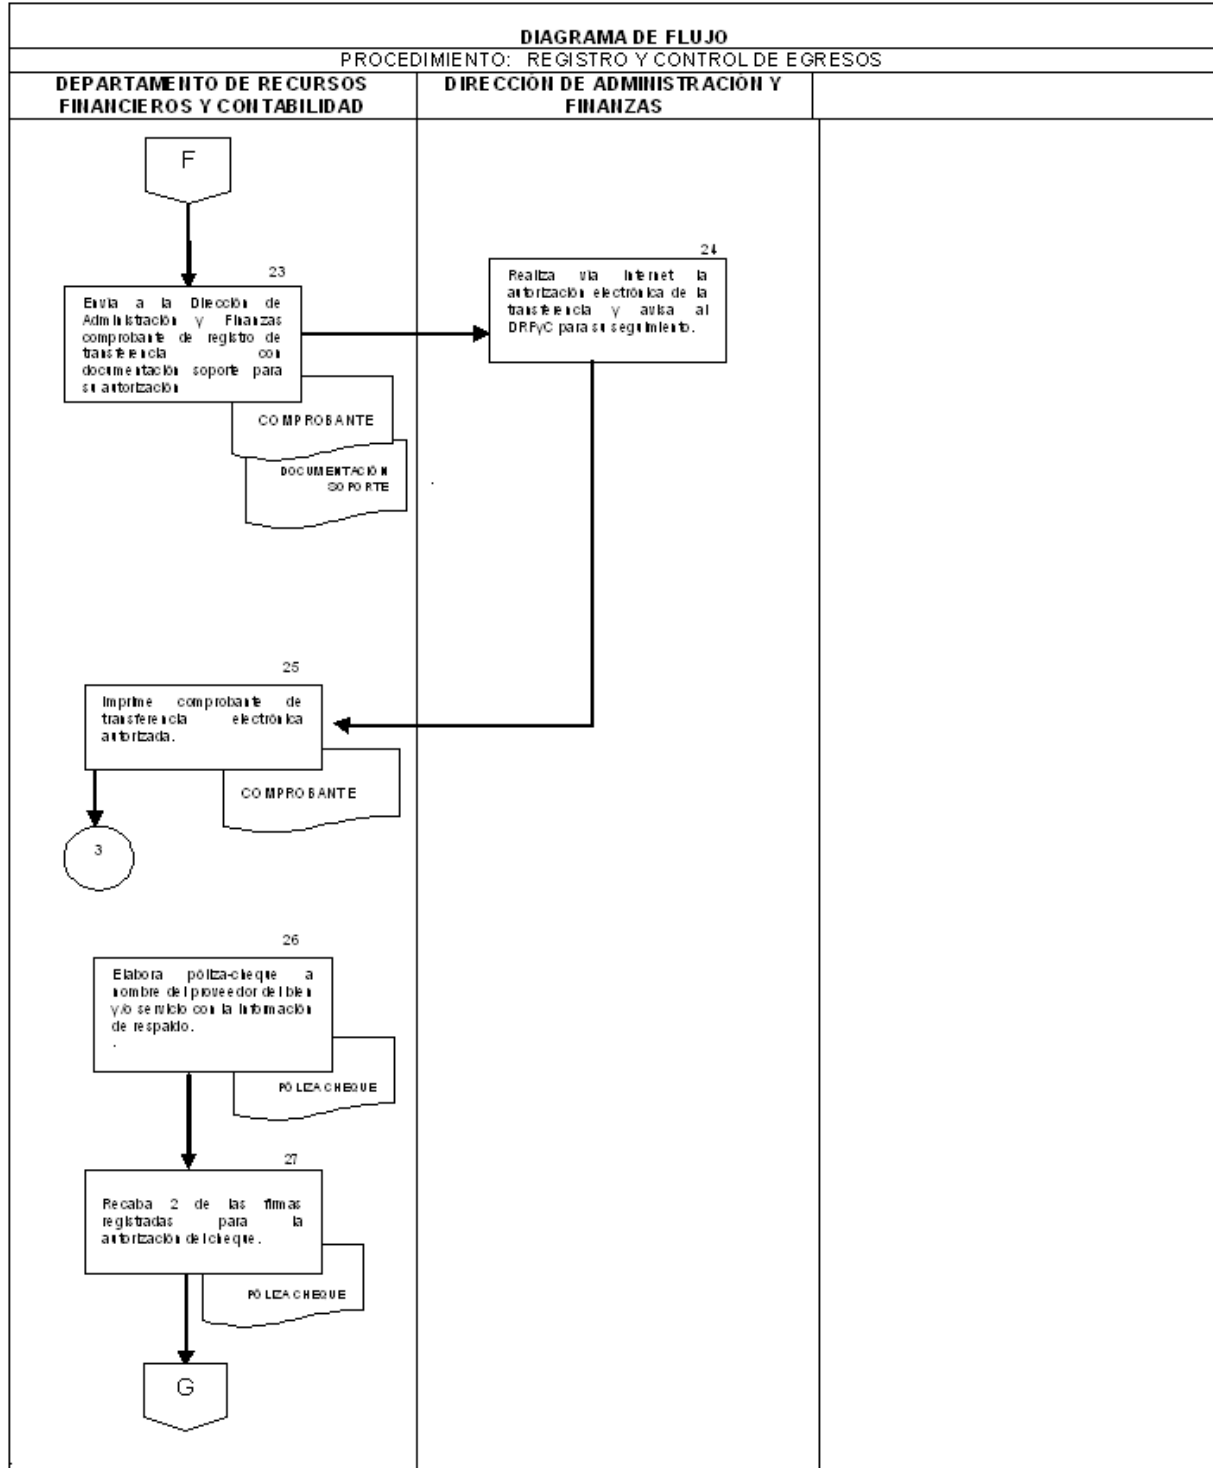 DIAGRAMA DE FLUJO
PROCEDIMIENTO: REGISTRO Y CONTROL DE EGRESOS
DEPARTAMENTO DE RECURSOS
FINANCIEROS Y CONTABILIDAD
DIRECCIÓN DE ADMINISTRACIÓN Y
FINANZAS
F
23
Envía a la Dirección de
Administración y Finanzas
comprobante de registro de
transferencia con
documentación soporte para
su autorización
COMPROBANTE
DOCUMENTACIÓN
SOPORTE
24
Realiza vía Internet la
autorización electrónica de la
transferencia y avisa al
DRFyC para su seguimiento.
25
Imprime comprobante de
transferencia electrónica
autorizada.
COMPROBANTE
3
26
Elabora póliza-cheque a
nombre del proveedor del bien
y/o servicio con la información
de respaldo.
.
PÓLIZA CHEQUE
27
Recaba 2 de las firmas
registradas para la
autorización del cheque.
PÓLIZA CHEQUE
G